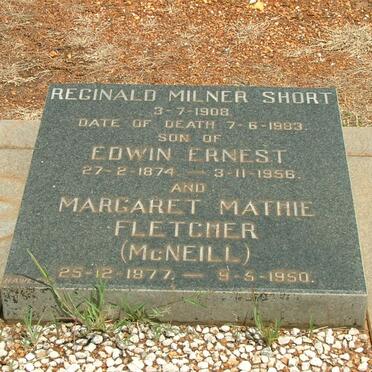 REGINALD MILNER SHORT
3-7-1908
DATE OF DEATH 7-6-1983.
SON OF
EDWIN ERNEST
27-2-1874 — 3-11-1956.
AND
MARGARET MATHIE
FLETCHER
(McNEILL)
25-12-1877 — 9-5-1950.